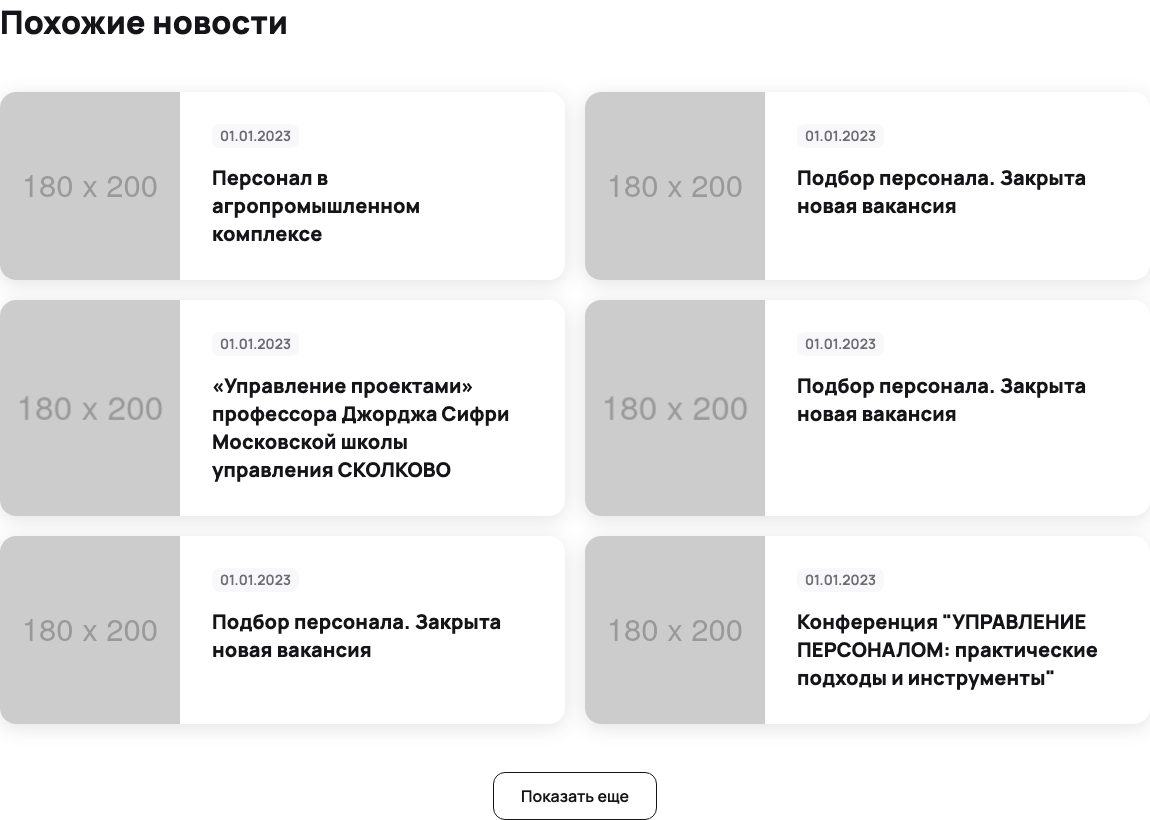 Похожие новости
180 x 200
01.01.2023
Персонал в
агропромышленном
комплексе
180 x 200
01.01.2023
Подбор персонала. Закрыта
новая вакансия
180 x 200
01.01.2023
«Управление проектами»
профессора Джорджа Сифри
Московской школы
управления СКОЛКОВО
180 x 200
01.01.2023
Подбор персонала. Закрыта
новая вакансия
180 x 200
01.01.2023
Подбор персонала. Закрыта
новая вакансия
180 x 200
01.01.2023
Конференция "УПРАВЛЕНИЕ
ПЕРСОНАЛОМ: практические
подходы и инструменты"
Показать еще